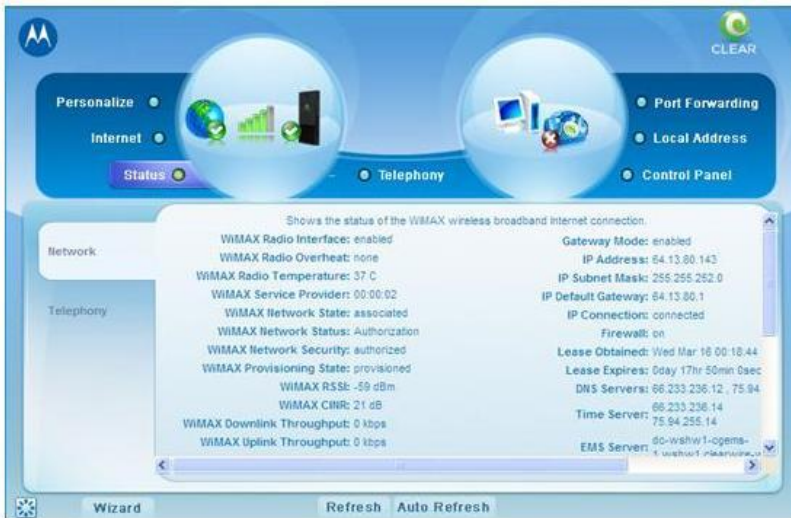 CLEAR
Personalize
Internet
Status
Telephony
Port Forwarding
Local Address
Control Panel
Network
Telephony
Shows the status of the WiMAX wireless broadband Internet connection.
WiMAX Radio Interface: enabled
WiMAX Radio Overheat: none
WiMAX Radio Temperature: 37 C
WiMAX Service Provider: 00:00:02
WiMAX Network State: associated
WiMAX Network Status: Authorization
WiMAX Network Security: authorized
WiMAX Provisioning State: provisioned
WiMAX RSSI: -59 dBm
WiMAX CINR: 21 dB
WiMAX Downlink Throughput: 0 kbps
WiMAX Uplink Throughput: 0 kbps
Gateway Mode: enabled
IP Address: 64.13.80.143
IP Subnet Mask: 255.255.252.0
IP Default Gateway: 64.13.80.1
IP Connection: connected
Firewall: on
Lease Obtained: Wed Mar 16 00:18:44
Lease Expires: 0day 17hr 50min 0sec
DNS Servers: 66.233.236.12 , 75.94
Time Server: 66.233.236.14
75.94.255.14
EMS Server: dc-wshw1-ogems-
Wizard
Refresh
Auto Refresh